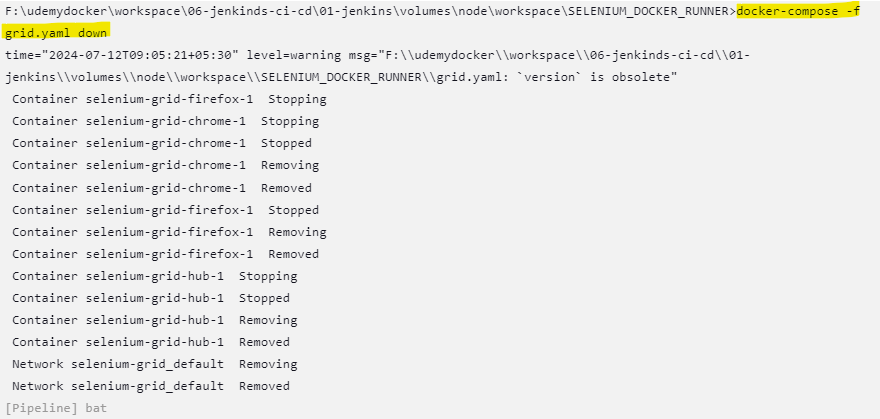 F:\udemydocker\workspace\06-jenkinds-ci-cd\01-jenkins\volumes\node\workspace\SELENIUM_DOCKER_RUNNER>docker-compose -f
grid.yaml down
time="2024-07-12T09:05:21+05:30" level=warning msg="F:\\udemydocker\\workspace\\06-jenkinds-ci-cd\\01-
jenkins\\volumes\\node\\workspace\\SELENIUM_DOCKER_RUNNER\\grid.yaml: `version` is obsolete"
Container selenium-grid-firefox-1  Stopping
Container selenium-grid-chrome-1  Stopping
Container selenium-grid-chrome-1  Stopped
Container selenium-grid-chrome-1  Removing
Container selenium-grid-chrome-1  Removed
Container selenium-grid-firefox-1  Stopped
Container selenium-grid-firefox-1  Removing
Container selenium-grid-firefox-1  Removed
Container selenium-grid-hub-1  Stopping
Container selenium-grid-hub-1  Stopped
Container selenium-grid-hub-1  Removing
Container selenium-grid-hub-1  Removed
Network selenium-grid_default  Removing
Network selenium-grid_default  Removed
[Pipeline] bat